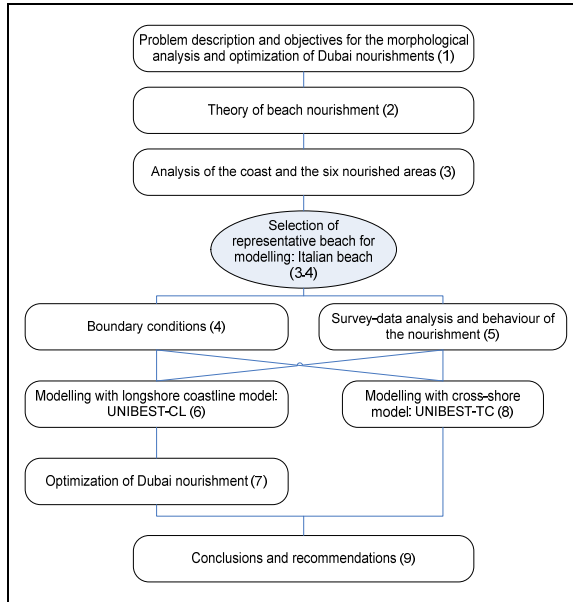 Problem description and objectives for the morphological
analysis and optimization of Dubai nourishments (1)
Theory of beach nourishment (2)
Analysis of the coast and the six nourished areas (3)
Selection of
representative beach for
modelling: Italian beach
(3.4)
Boundary conditions (4)
Survey-data analysis and behaviour of
the nourishment (5)
Modelling with longshore coastline model:
UNIBEST-CL (6)
Modelling with cross-shore
model: UNIBEST-TC (8)
Optimization of Dubai nourishment (7)
Conclusions and recommendations (9)